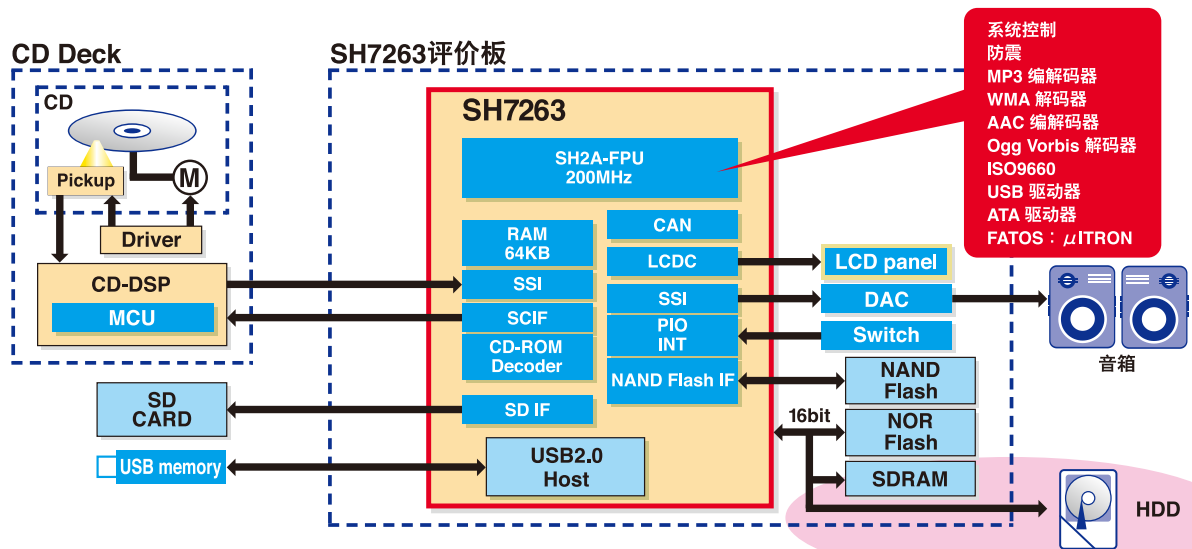 CD Deck
CD
Pickup
M
Driver
CD-DSP
MCU
SD
CARD
USB memory
SH7263评价板
SH7263
SH2A-FPU
200MHz
RAM
64KB
SSI
SCIF
CD-ROM
Decoder
SD IF
USB2.0
Host
CAN
LCDC
SSI
PIO
INT
NAND Flash IF
16bit
LCD panel
DAC
Switch
NAND
Flash
NOR
Flash
SDRAM
系统控制
防震
MP3 编解码器
WMA 解码器
AAC 编解码器
Ogg Vorbis 解码器
ISO9660
USB 驱动器
ATA 驱动器
FATOS：μITRON
音箱
HDD